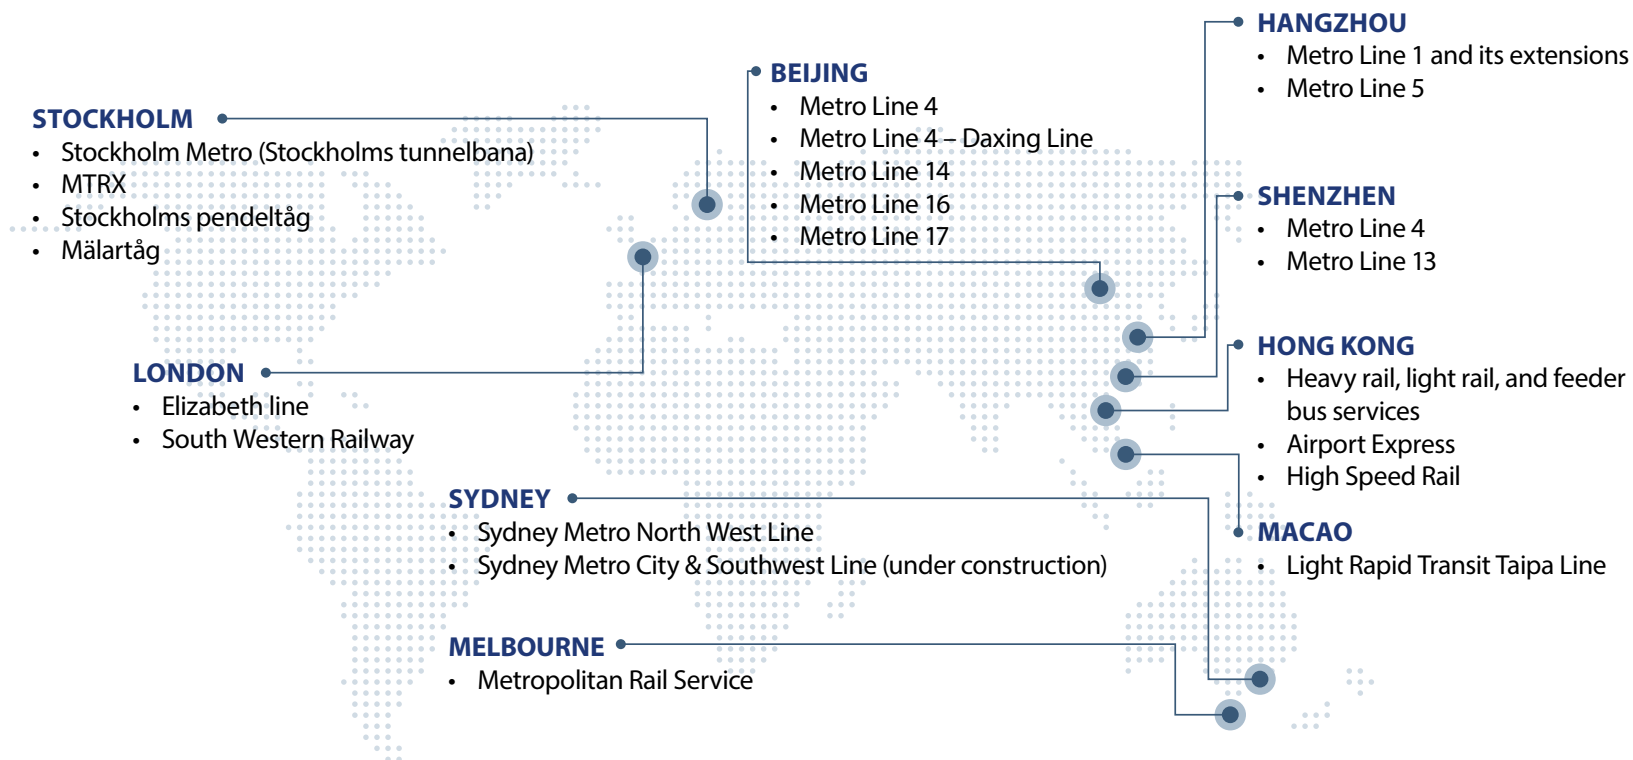 HANGZHOU
• Metro Line 1 and its extensions
• Metro Line 5
BEIJING
• Metro Line 4
• Metro Line 4 – Daxing Line
• Metro Line 14
• Metro Line 16
• Metro Line 17
STOCKHOLM
• Stockholm Metro (Stockholms tunnelbana)
• MTRX
• Stockholms pendeltåg
• Mälartåg
SHENZHEN
• Metro Line 4
• Metro Line 13
LONDON
• Elizabeth line
• South Western Railway
HONG KONG
• Heavy rail, light rail, and feeder
bus services
• Airport Express
• High Speed Rail
SYDNEY
• Sydney Metro North West Line
• Sydney Metro City & Southwest Line (under construction)
MACAO
• Light Rapid Transit Taipa Line
MELBOURNE
• Metropolitan Rail Service